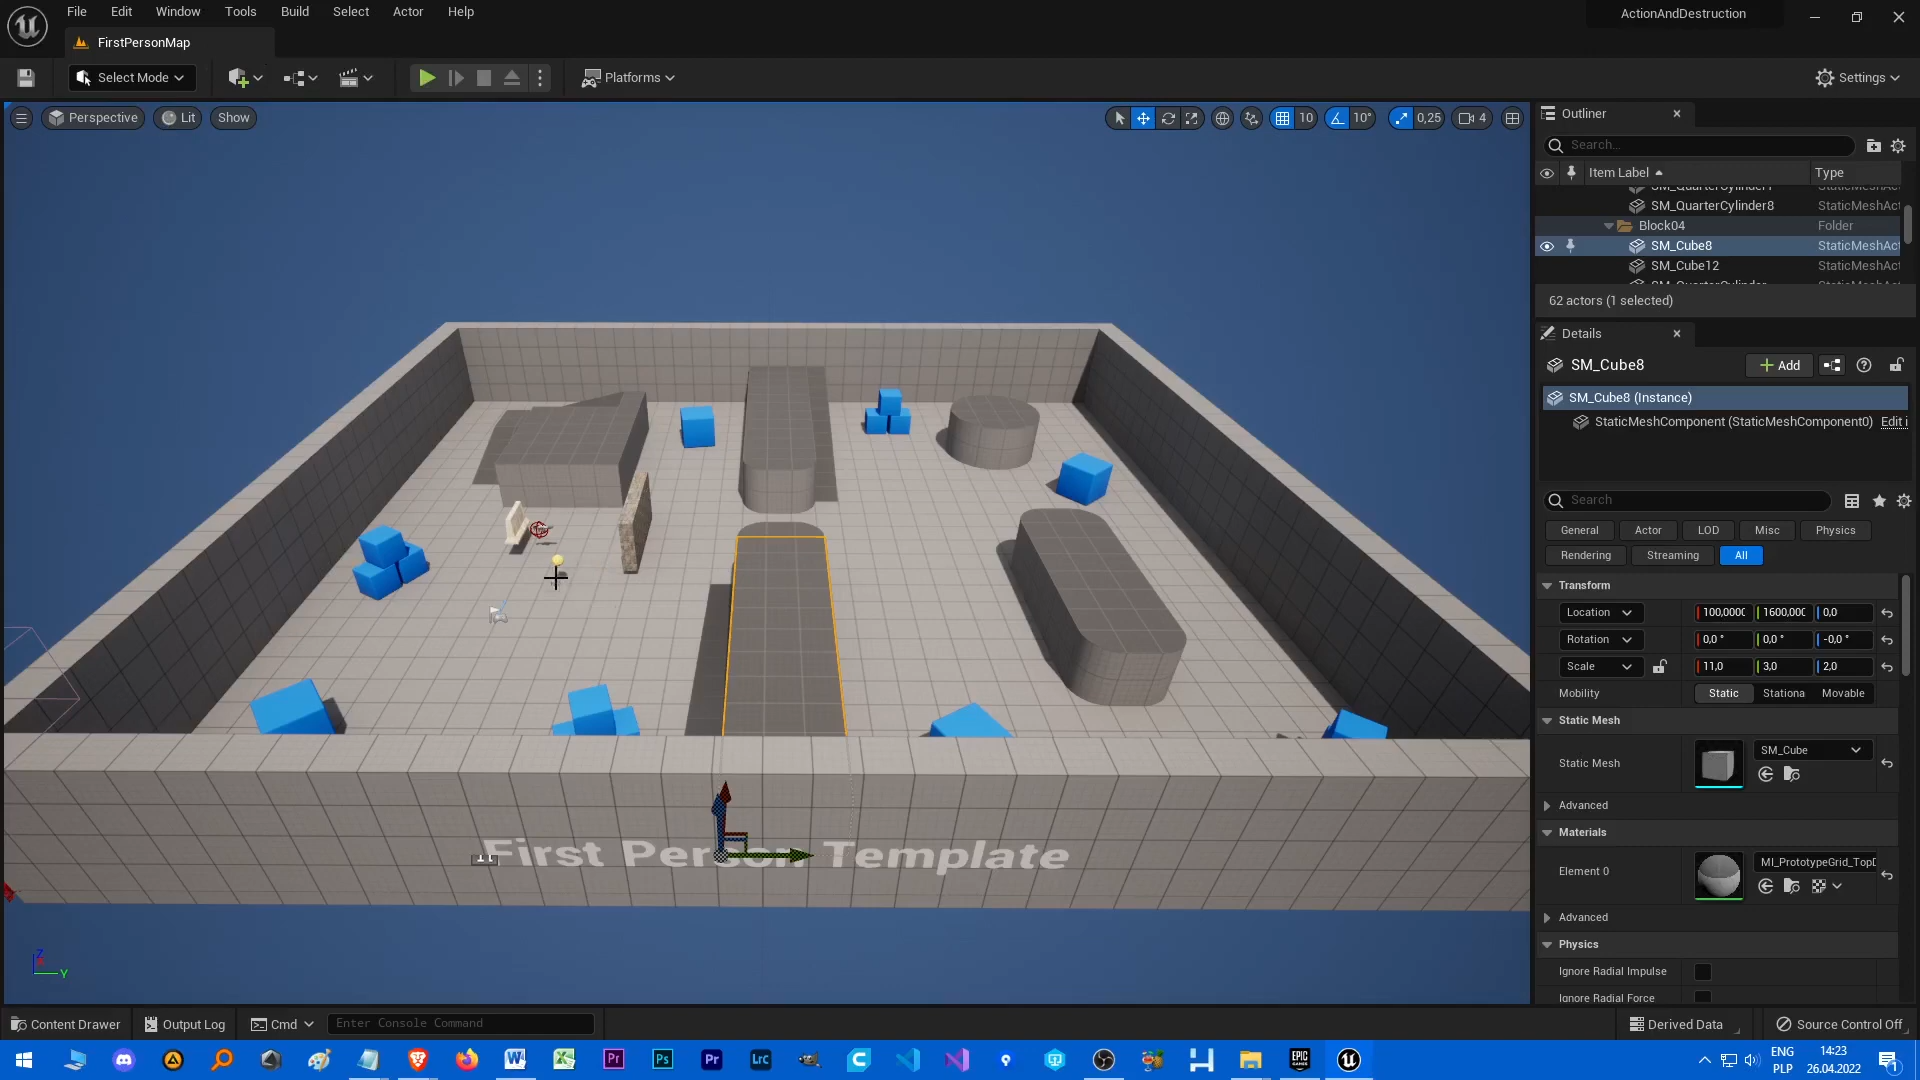 File Edit Window Tools Build Select Actor Help
ActionAndDestruction
FirstPersonMap
Select Mode
Platforms
Settings
Perspective Lit Show
10 10° 0,25 4
Outliner
Search...
Item Label Type
SM_QuarterCylinder8 StaticMeshAct
Block04 Folder
SM_Cube8 StaticMeshAct
SM_Cube12 StaticMeshAct
62 actors (1 selected)
Details
SM_Cube8
Add
SM_Cube8 (Instance)
StaticMeshComponent (StaticMeshComponent0) Edit i
Search
General Actor LOD Misc Physics
Rendering Streaming All
Transform
Location 100,0000 1600,000 0,0
Rotation 0,0 ° 0,0 ° -0,0 °
Scale 11,0 3,0 2,0
Mobility Static Stationa Movable
Static Mesh
SM_Cube
Static Mesh
Advanced
Materials
MI_PrototypeGrid_TopD
Element 0
Advanced
Physics
Ignore Radial Impulse
Ignore Radial Force
First Person Template
Z
Y
Content Drawer Output Log Cmd Enter Console Command Derived Data Source Control Off
ENG 14:23
PLP 26.04.2022